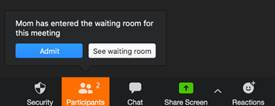 Mom has entered the waiting room for
this meeting
Admit See waiting room
2
Security Participants Chat Share Screen Reactions